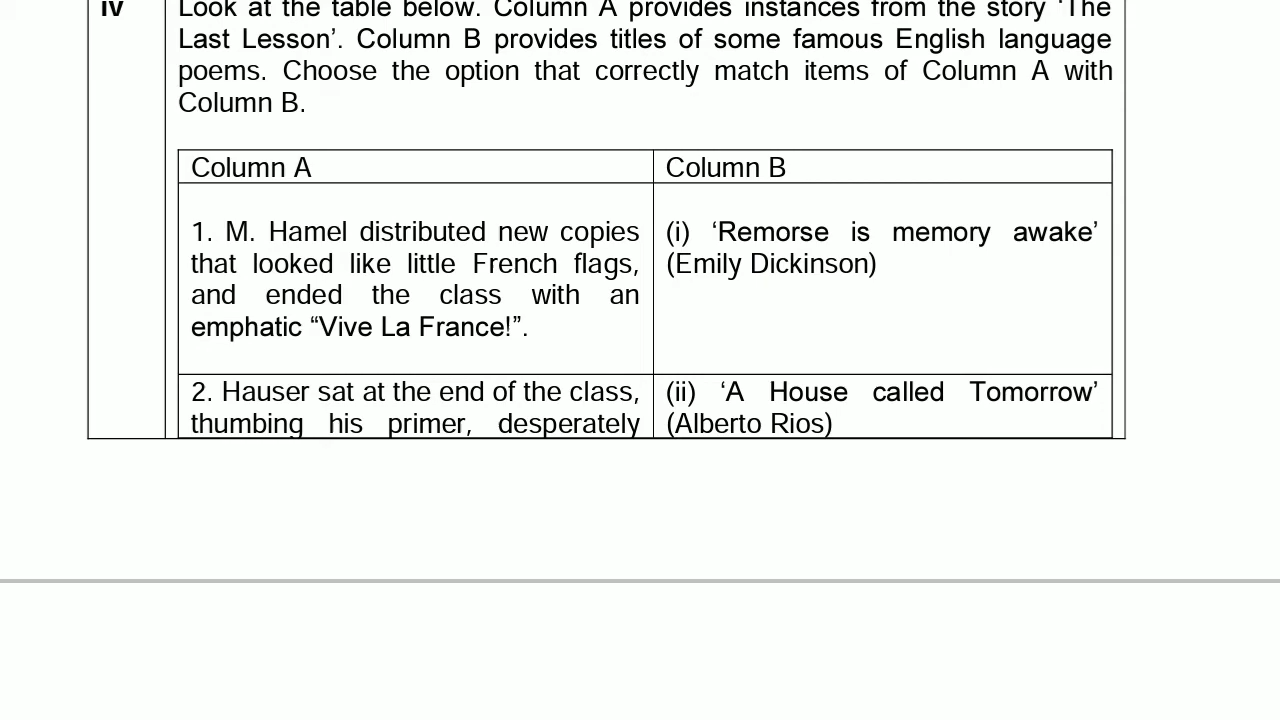 iv
Look at the table below. Column A provides instances from the story ‘The
Last Lesson’. Column B provides titles of some famous English language
poems. Choose the option that correctly match items of Column A with
Column B.
Column A
Column B
1. M. Hamel distributed new copies
that looked like little French flags,
and ended the class with an
emphatic “Vive La France!”.
(i) ‘Remorse is memory awake’
(Emily Dickinson)
2. Hauser sat at the end of the class,
thumbing his primer, desperately
(ii) ‘A House called Tomorrow’
(Alberto Rios)